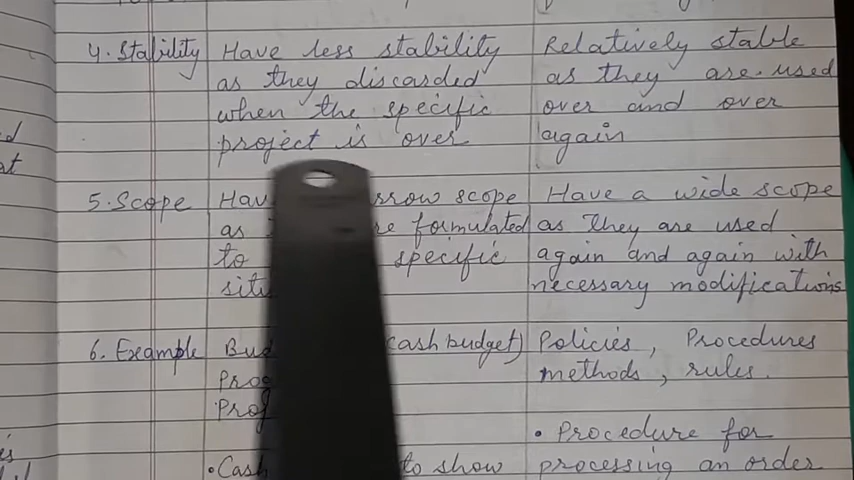 4. Stability Have less stability Relatively stable
as they discarded as they are used
when the specific over and over
project is over again
5. Scope narrow scope Have a wide scope
as formulated as they are used
to specific again and again with
necessary modifications
6. Example (cash budget) Policies, Procedures
methods, rules.
• Procedure for
• Cash to show processing an order